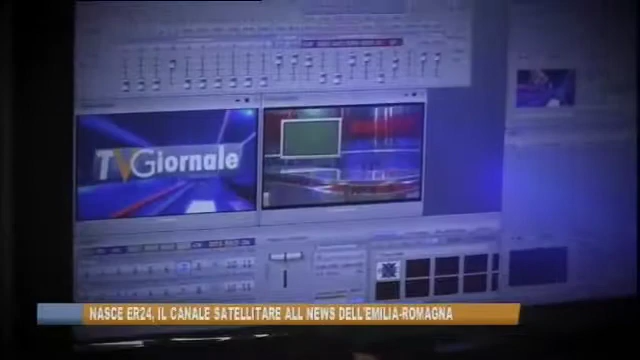 TVGiornale
NASCE ER24, IL CANALE SATELLITARE ALL NEWS DELL'EMILIA-ROMAGNA